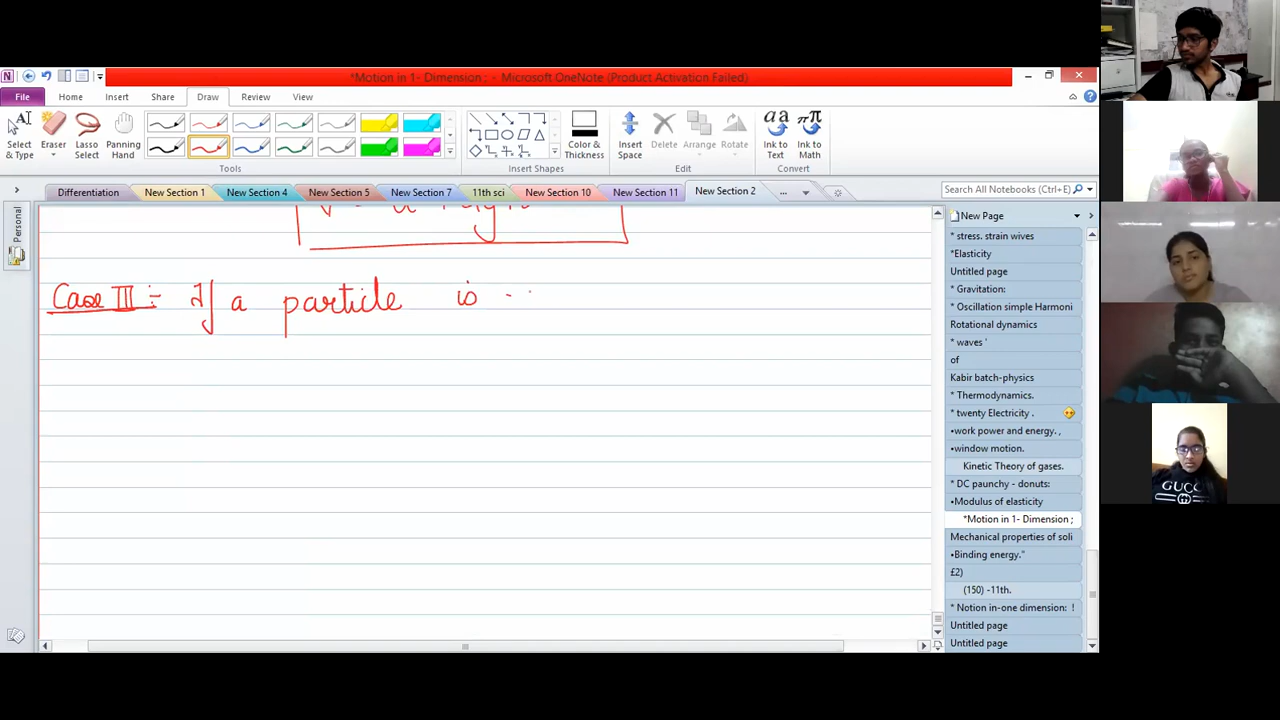 *Motion in 1- Dimension ; - Microsoft OneNote (Product Activation Failed)
File Home Insert Share Draw Review View
Select & Type
Eraser
Lasso Select
Panning Hand
Color & Thickness
Insert Space
Delete
Arrange
Rotate
Ink to Text
Ink to Math
Tools
Insert Shapes
Edit
Convert
Differentiation New Section 1 New Section 4 New Section 5 New Section 7 11th sci New Section 10 New Section 11 New Section 2 ...
Search All Notebooks (Ctrl+E)
Personal
Case III :- If a particle is
New Page
* stress. strain wives
*Elasticity
Untitled page
* Gravitation:
* Oscillation simple Harmoni
Rotational dynamics
* waves '
of
Kabir batch-physics
* Thermodynamics.
* twenty Electricity .
•work power and energy. ,
•window motion.
Kinetic Theory of gases.
* DC paunchy - donuts:
•Modulus of elasticity
*Motion in 1- Dimension ;
Mechanical properties of soli
•Binding energy."
£2)
(150) -11th.
* Notion in-one dimension: !
Untitled page
Untitled page
GUCC